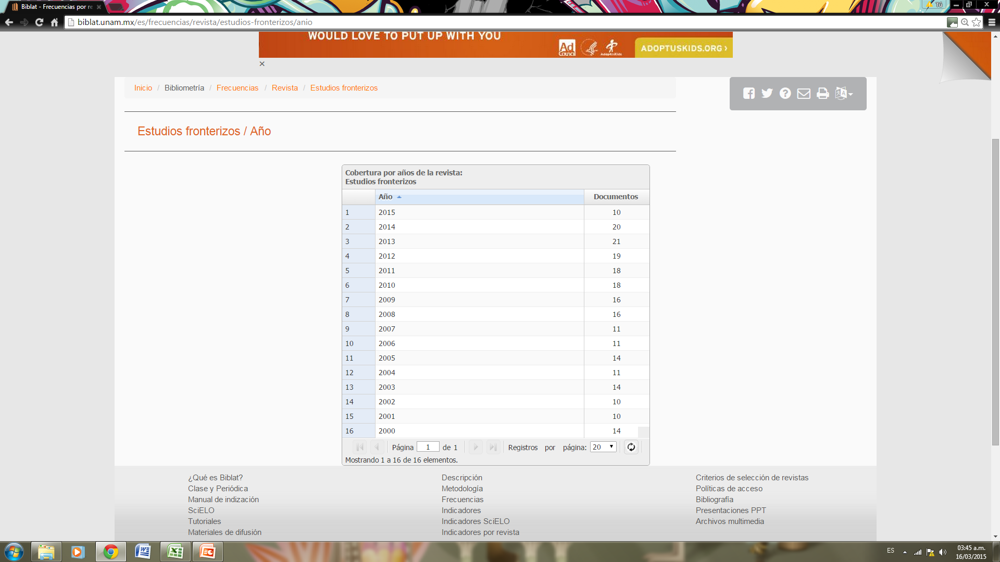 Biblat - Frecuencias por re
Tú
biblat.unam.mx/es/frecuencias/revista/estudios-fronterizos/anio
WOULD LOVE TO PUT UP WITH YOU
Ad Council
AdoptUsKids
ADOPTUSKIDS.ORG ›
×
Inicio / Bibliometría / Frecuencias / Revista / Estudios fronterizos
Estudios fronterizos / Año
Cobertura por años de la revista:
Estudios fronterizos
Año Documentos
1 2015 10
2 2014 20
3 2013 21
4 2012 19
5 2011 18
6 2010 18
7 2009 16
8 2008 16
9 2007 11
10 2006 11
11 2005 14
12 2004 11
13 2003 14
14 2002 10
15 2001 10
16 2000 14
Página 1 de 1 Registros por página: 20
Mostrando 1 a 16 de 16 elementos.
¿Qué es Biblat?
Clase y Periódica
Manual de indización
SciELO
Tutoriales
Materiales de difusión
Descripción
Metodología
Frecuencias
Indicadores
Indicadores SciELO
Indicadores por revista
Criterios de selección de revistas
Políticas de acceso
Bibliografía
Presentaciones PPT
Archivos multimedia
ES
03:45 a.m.
16/03/2015